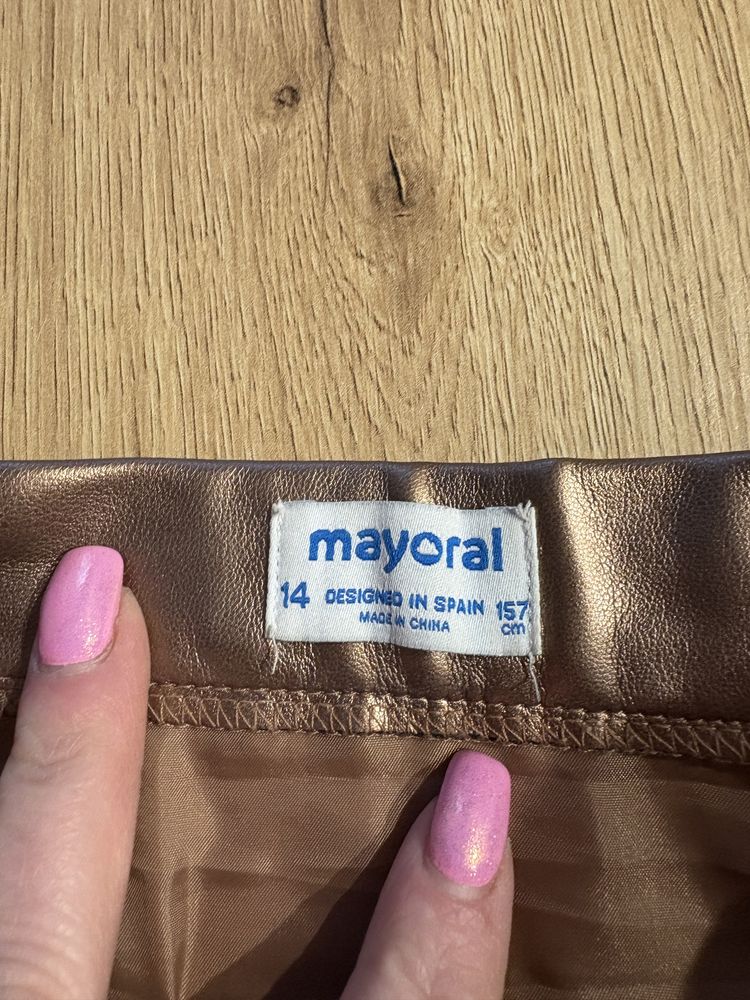 mayoral
14 DESIGNED IN SPAIN 157
MADE IN CHINA cm